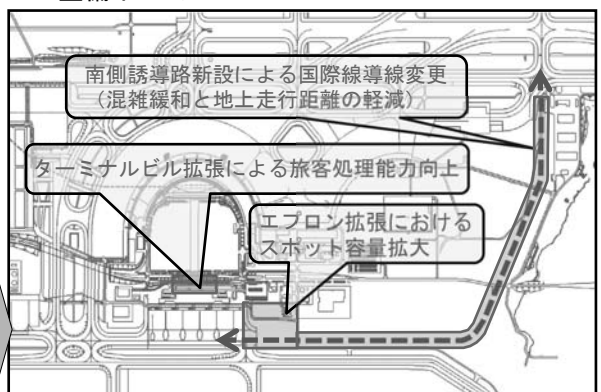 南側誘導路新設による国際線導線変更
（混雑緩和と地上走行距離の軽減）
ターミナルビル拡張による旅客処理能力向上
エプロン拡張における
スポット容量拡大